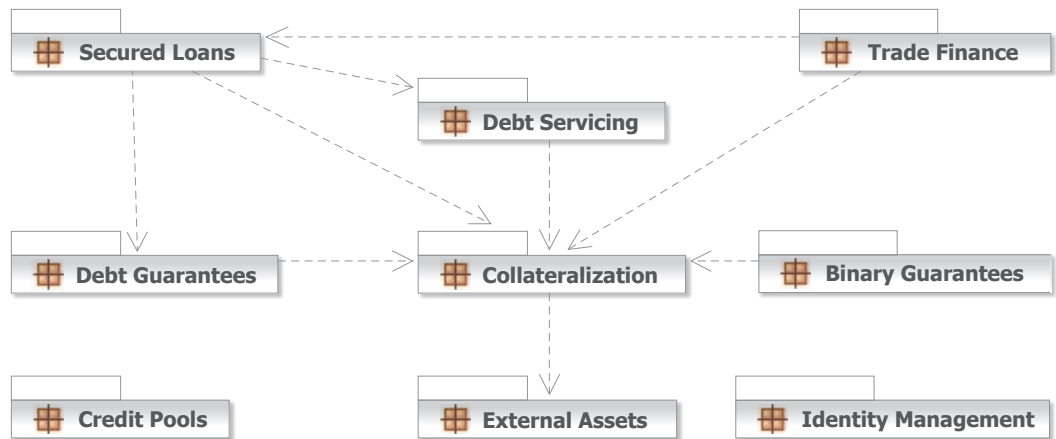 Secured Loans
Trade Finance
Debt Servicing
Debt Guarantees
Collateralization
Binary Guarantees
Credit Pools
External Assets
Identity Management